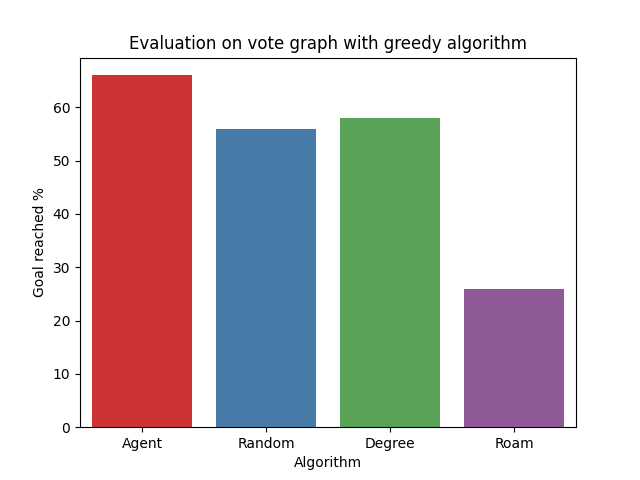 Evaluation on vote graph with greedy algorithm
Goal reached %
60
50
40
30
20
10
0
Agent Random Degree Roam
Algorithm